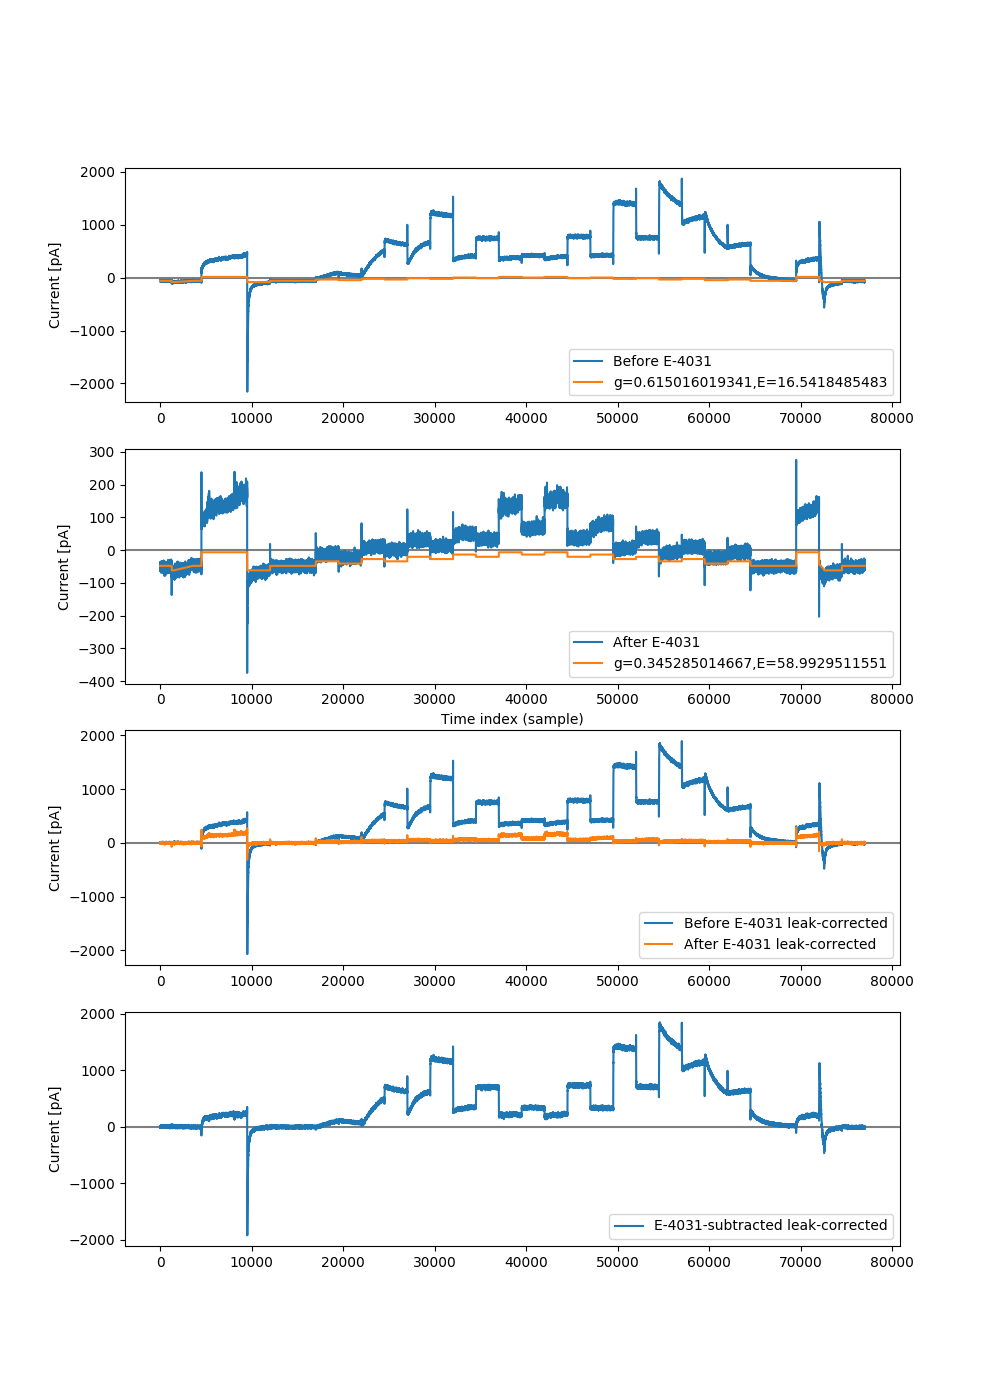 2000
1000
0
−1000
−2000
Current [pA]
Before E-4031
g=0.615016019341,E=16.5418485483
0 10000 20000 30000 40000 50000 60000 70000 80000
300
200
100
0
−100
−200
−300
−400
Current [pA]
After E-4031
g=0.345285014667,E=58.9929511551
0 10000 20000 30000 40000 50000 60000 70000 80000
Time index (sample)
2000
1000
0
−1000
−2000
Current [pA]
Before E-4031 leak-corrected
After E-4031 leak-corrected
0 10000 20000 30000 40000 50000 60000 70000 80000
2000
1000
0
−1000
−2000
Current [pA]
E-4031-subtracted leak-corrected
0 10000 20000 30000 40000 50000 60000 70000 80000